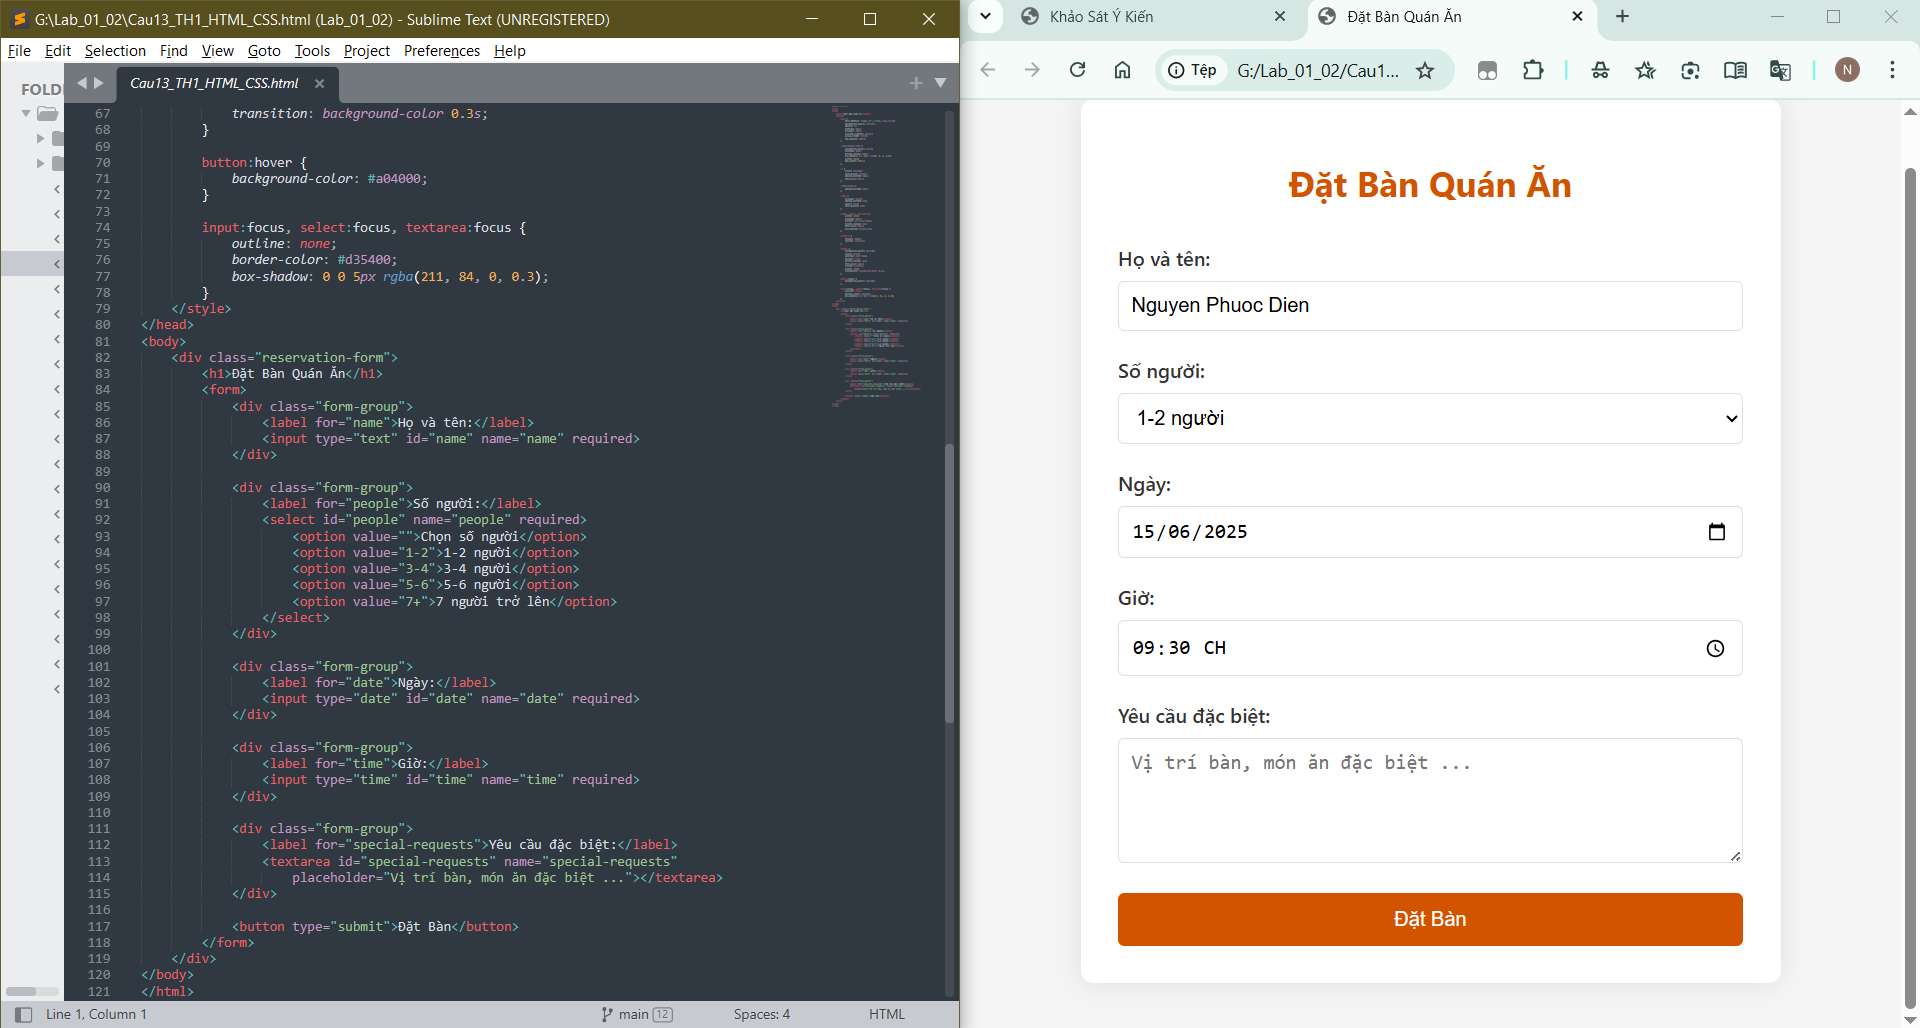 G:\Lab_01_02\Cau13_TH1_HTML_CSS.html (Lab_01_02) - Sublime Text (UNREGISTERED)
File Edit Selection Find View Goto Tools Project Preferences Help
FOLD
Cau13_TH1_HTML_CSS.html
67 transition: background-color 0.3s;
68 }
69
70 button:hover {
71 background-color: #a04000;
72 }
73
74 input:focus, select:focus, textarea:focus {
75 outline: none;
76 border-color: #d35400;
77 box-shadow: 0 0 5px rgba(211, 84, 0, 0.3);
78 }
79 </style>
80 </head>
81 <body>
82 <div class="reservation-form">
83 <h1>Đặt Bàn Quán Ăn</h1>
84 <form>
85 <div class="form-group">
86 <label for="name">Họ và tên:</label>
87 <input type="text" id="name" name="name" required>
88 </div>
89
90 <div class="form-group">
91 <label for="people">Số người:</label>
92 <select id="people" name="people" required>
93 <option value="">Chọn số người</option>
94 <option value="1-2">1-2 người</option>
95 <option value="3-4">3-4 người</option>
96 <option value="5-6">5-6 người</option>
97 <option value="7+">7 người trở lên</option>
98 </select>
99 </div>
100
101 <div class="form-group">
102 <label for="date">Ngày:</label>
103 <input type="date" id="date" name="date" required>
104 </div>
105
106 <div class="form-group">
107 <label for="time">Giờ:</label>
108 <input type="time" id="time" name="time" required>
109 </div>
110
111 <div class="form-group">
112 <label for="special-requests">Yêu cầu đặc biệt:</label>
113 <textarea id="special-requests" name="special-requests"
114 placeholder="Vị trí bàn, món ăn đặc biệt ..."></textarea>
115 </div>
116
117 <button type="submit">Đặt Bàn</button>
118 </form>
119 </div>
120 </body>
121 </html>
Line 1, Column 1 main 12 Spaces: 4 HTML
Khảo Sát Ý Kiến
Đặt Bàn Quán Ăn
Tệp G:/Lab_01_02/Cau1...
N
Đặt Bàn Quán Ăn
Họ và tên:
Nguyen Phuoc Dien
Số người:
1-2 người
Ngày:
15/06/2025
Giờ:
09:30 CH
Yêu cầu đặc biệt:
Vị trí bàn, món ăn đặc biệt ...
Đặt Bàn